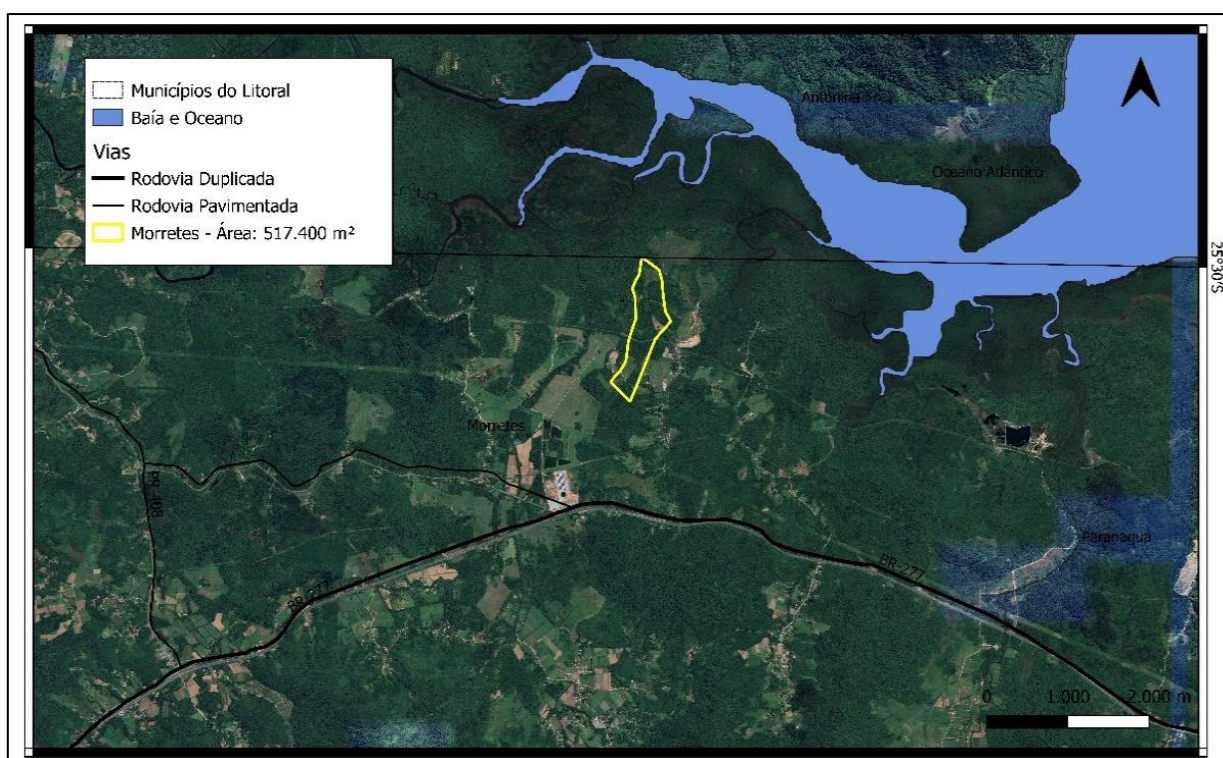 Municípios do Litoral
Baía e Oceano
Vias
Rodovia Duplicada
Rodovia Pavimentada
Morretes - Área: 517.400 m²
Antonina
Oceano Atlântico
25°30'S
Morretes
PR-408
Paranaguá
BR-277
BR-277
0 1.000 2.000 m